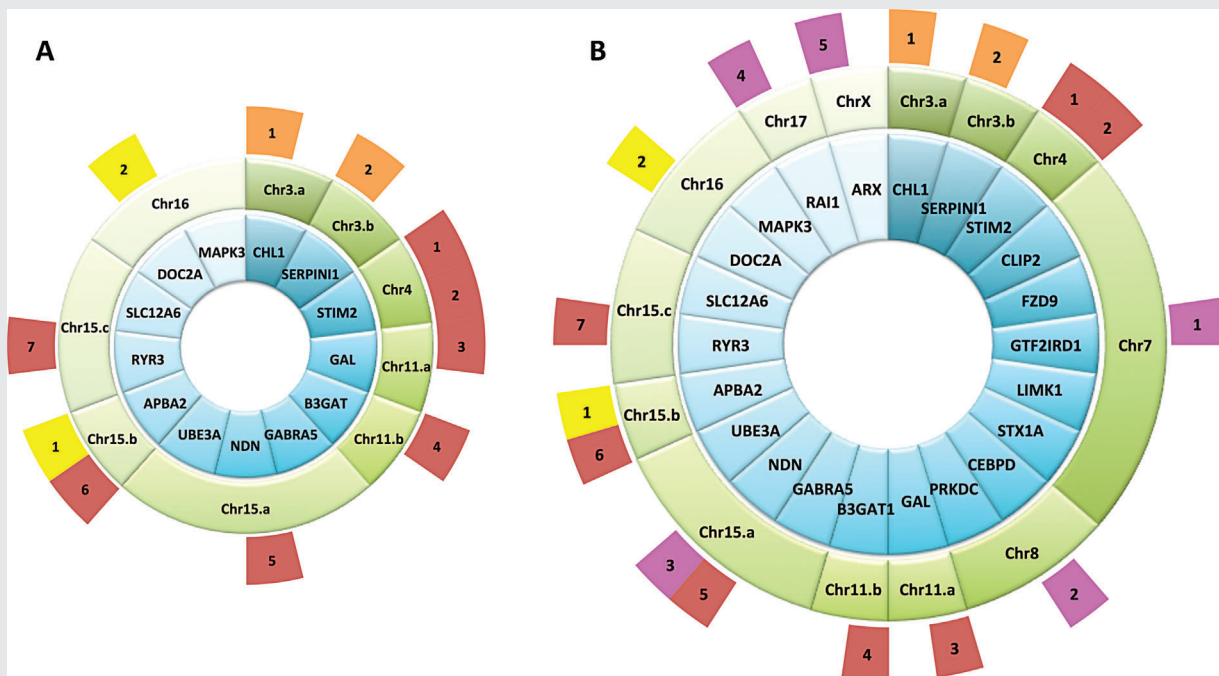 A
1
2
1
2
3
4
5
6
1
7
2
Chr3.a
Chr3.b
Chr4
Chr11.a
Chr11.b
Chr15.a
Chr15.b
Chr15.c
Chr16
CHL1
SERPINI1
STIM2
GAL
B3GAT
GABRA5
NDN
UBE3A
APBA2
RYR3
SLC12A6
DOC2A
MAPK3
B
1
2
1
2
1
2
3
4
5
3
6
1
7
2
4
5
Chr3.a
Chr3.b
Chr4
Chr7
Chr8
Chr11.a
Chr11.b
Chr15.a
Chr15.b
Chr15.c
Chr16
Chr17
ChrX
CHL1
SERPINI1
STIM2
CLIP2
FZD9
GTF2IRD1
LIMK1
STX1A
CEBPD
PRKDC
GAL
B3GAT1
GABRA5
NDN
UBE3A
APBA2
RYR3
SLC12A6
DOC2A
MAPK3
RAI1
ARX